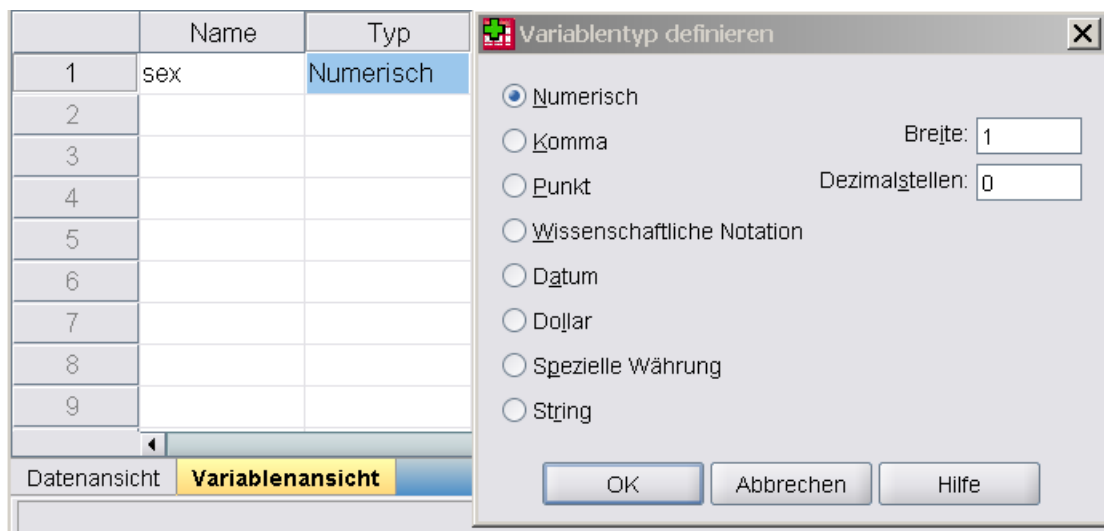 Name Typ
1 sex Numerisch
2
3
4
5
6
7
8
9
Datenansicht Variablenansicht
Variablentyp definieren
Numerisch
Komma
Punkt
Wissenschaftliche Notation
Datum
Dollar
Spezielle Währung
String
Breite: 1
Dezimalstellen: 0
OK Abbrechen Hilfe